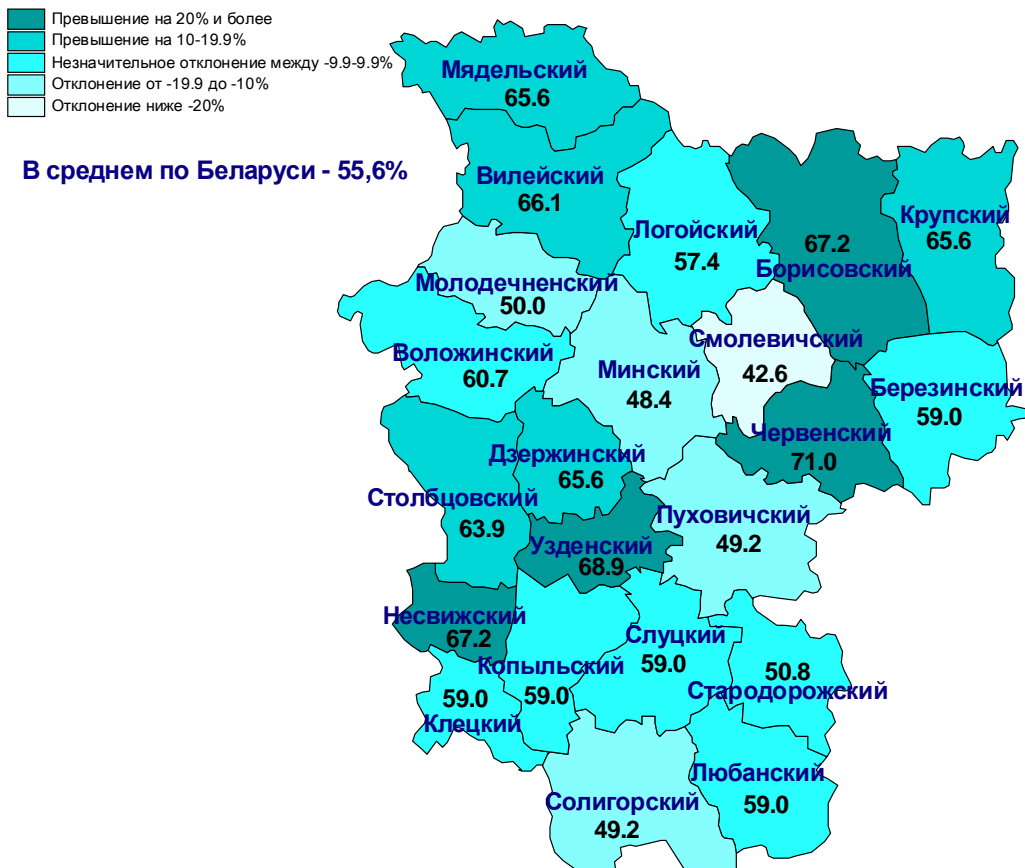 Превышение на 20% и более
Превышение на 10-19.9%
Незначительное отклонение между -9.9-9.9%
Отклонение от -19.9 до -10%
Отклонение ниже -20%
В среднем по Беларуси - 55,6%
Мядельский
65.6
Вилейский
66.1
Логойский
57.4
67.2
Борисовский
Крупский
65.6
Молодечненский
50.0
Воложинский
60.7
Минский
48.4
Смолевичский
42.6
Березинский
59.0
Червенский
71.0
Дзержинский
65.6
Столбцовский
63.9
Узденский
68.9
Пуховичский
49.2
Несвижский
67.2
Копыльский
59.0
Слуцкий
59.0
50.8
Стародорожский
59.0
Клецкий
Любанский
59.0
Солигорский
49.2